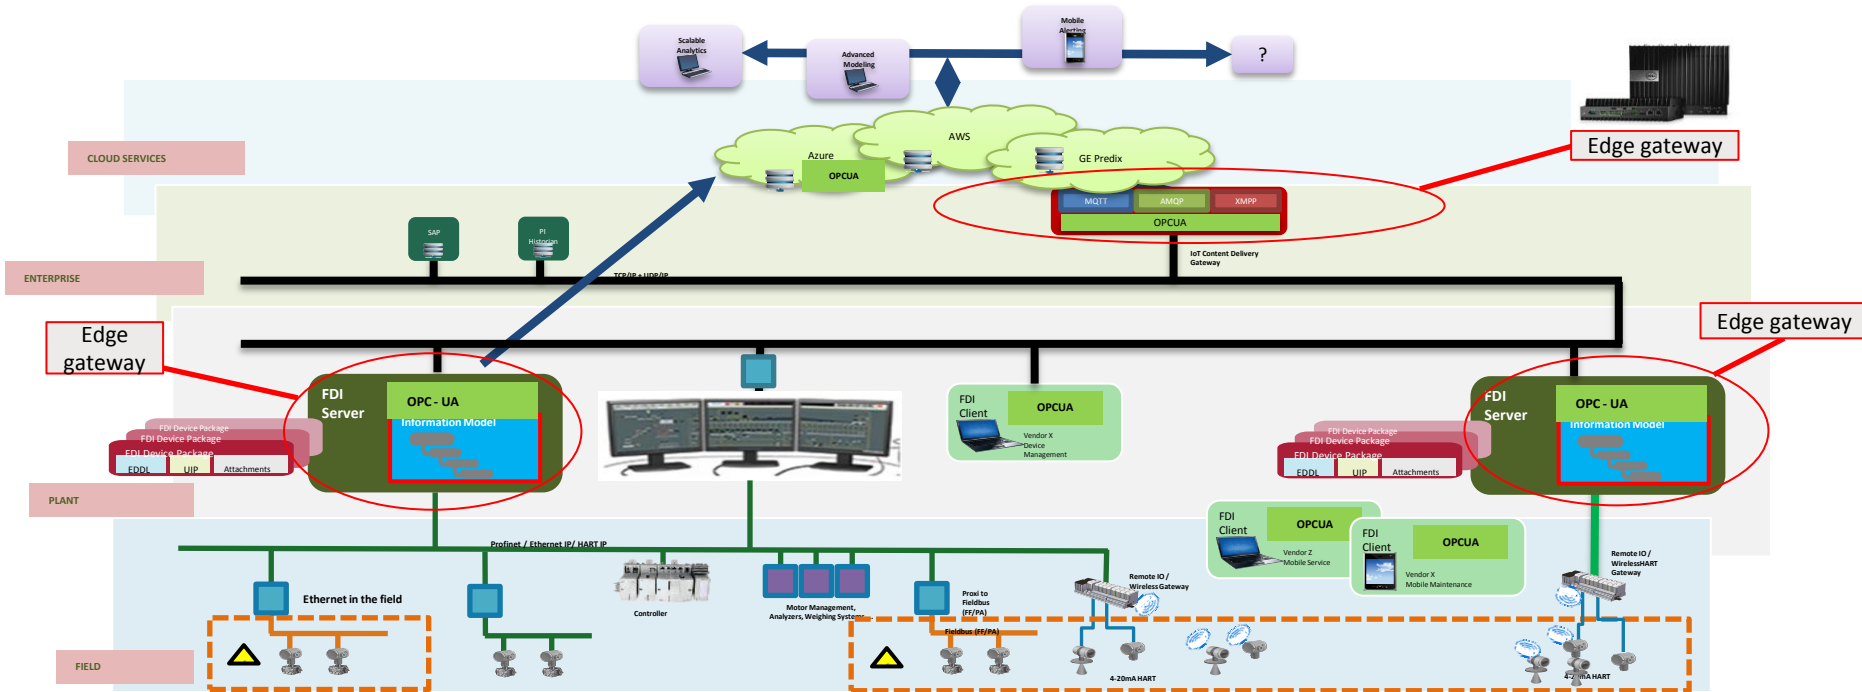 Scalable
Analytics
Advanced
Modeling
Mobile
Alerting
?
Edge gateway
CLOUD SERVICES
AWS
Azure
GE Predix
OPCUA
MQTT
AMQP
XMPP
OPCUA
IoT Content Delivery
Gateway
SAP
PI
Historian
ENTERPRISE
TCP/IP + UDP/IP
Edge
gateway
Edge gateway
FDI
Server
OPC - UA
Information Model
FDI Device Package
FDI Device Package
FDI Device Package
EDDL
UIP
Attachments
FDI
Client
OPCUA
Vendor X
Device
Management
FDI
Server
OPC - UA
Information Model
FDI Device Package
FDI Device Package
FDI Device Package
EDDL
UIP
Attachments
PLANT
FDI
Client
OPCUA
Vendor Z
Mobile Service
FDI
Client
OPCUA
Vendor X
Mobile Maintenance
Profinet / Ethernet IP/ HART IP
Ethernet in the field
Controller
Motor Management,
Analyzers, Weighing Systems ...
Proxi to
Fieldbus
(FF/PA)
Fieldbus (FF/PA)
Remote IO /
Wireless Gateway
Remote IO /
WirelessHART
Gateway
FIELD
4-20mA HART
4-20mA HART